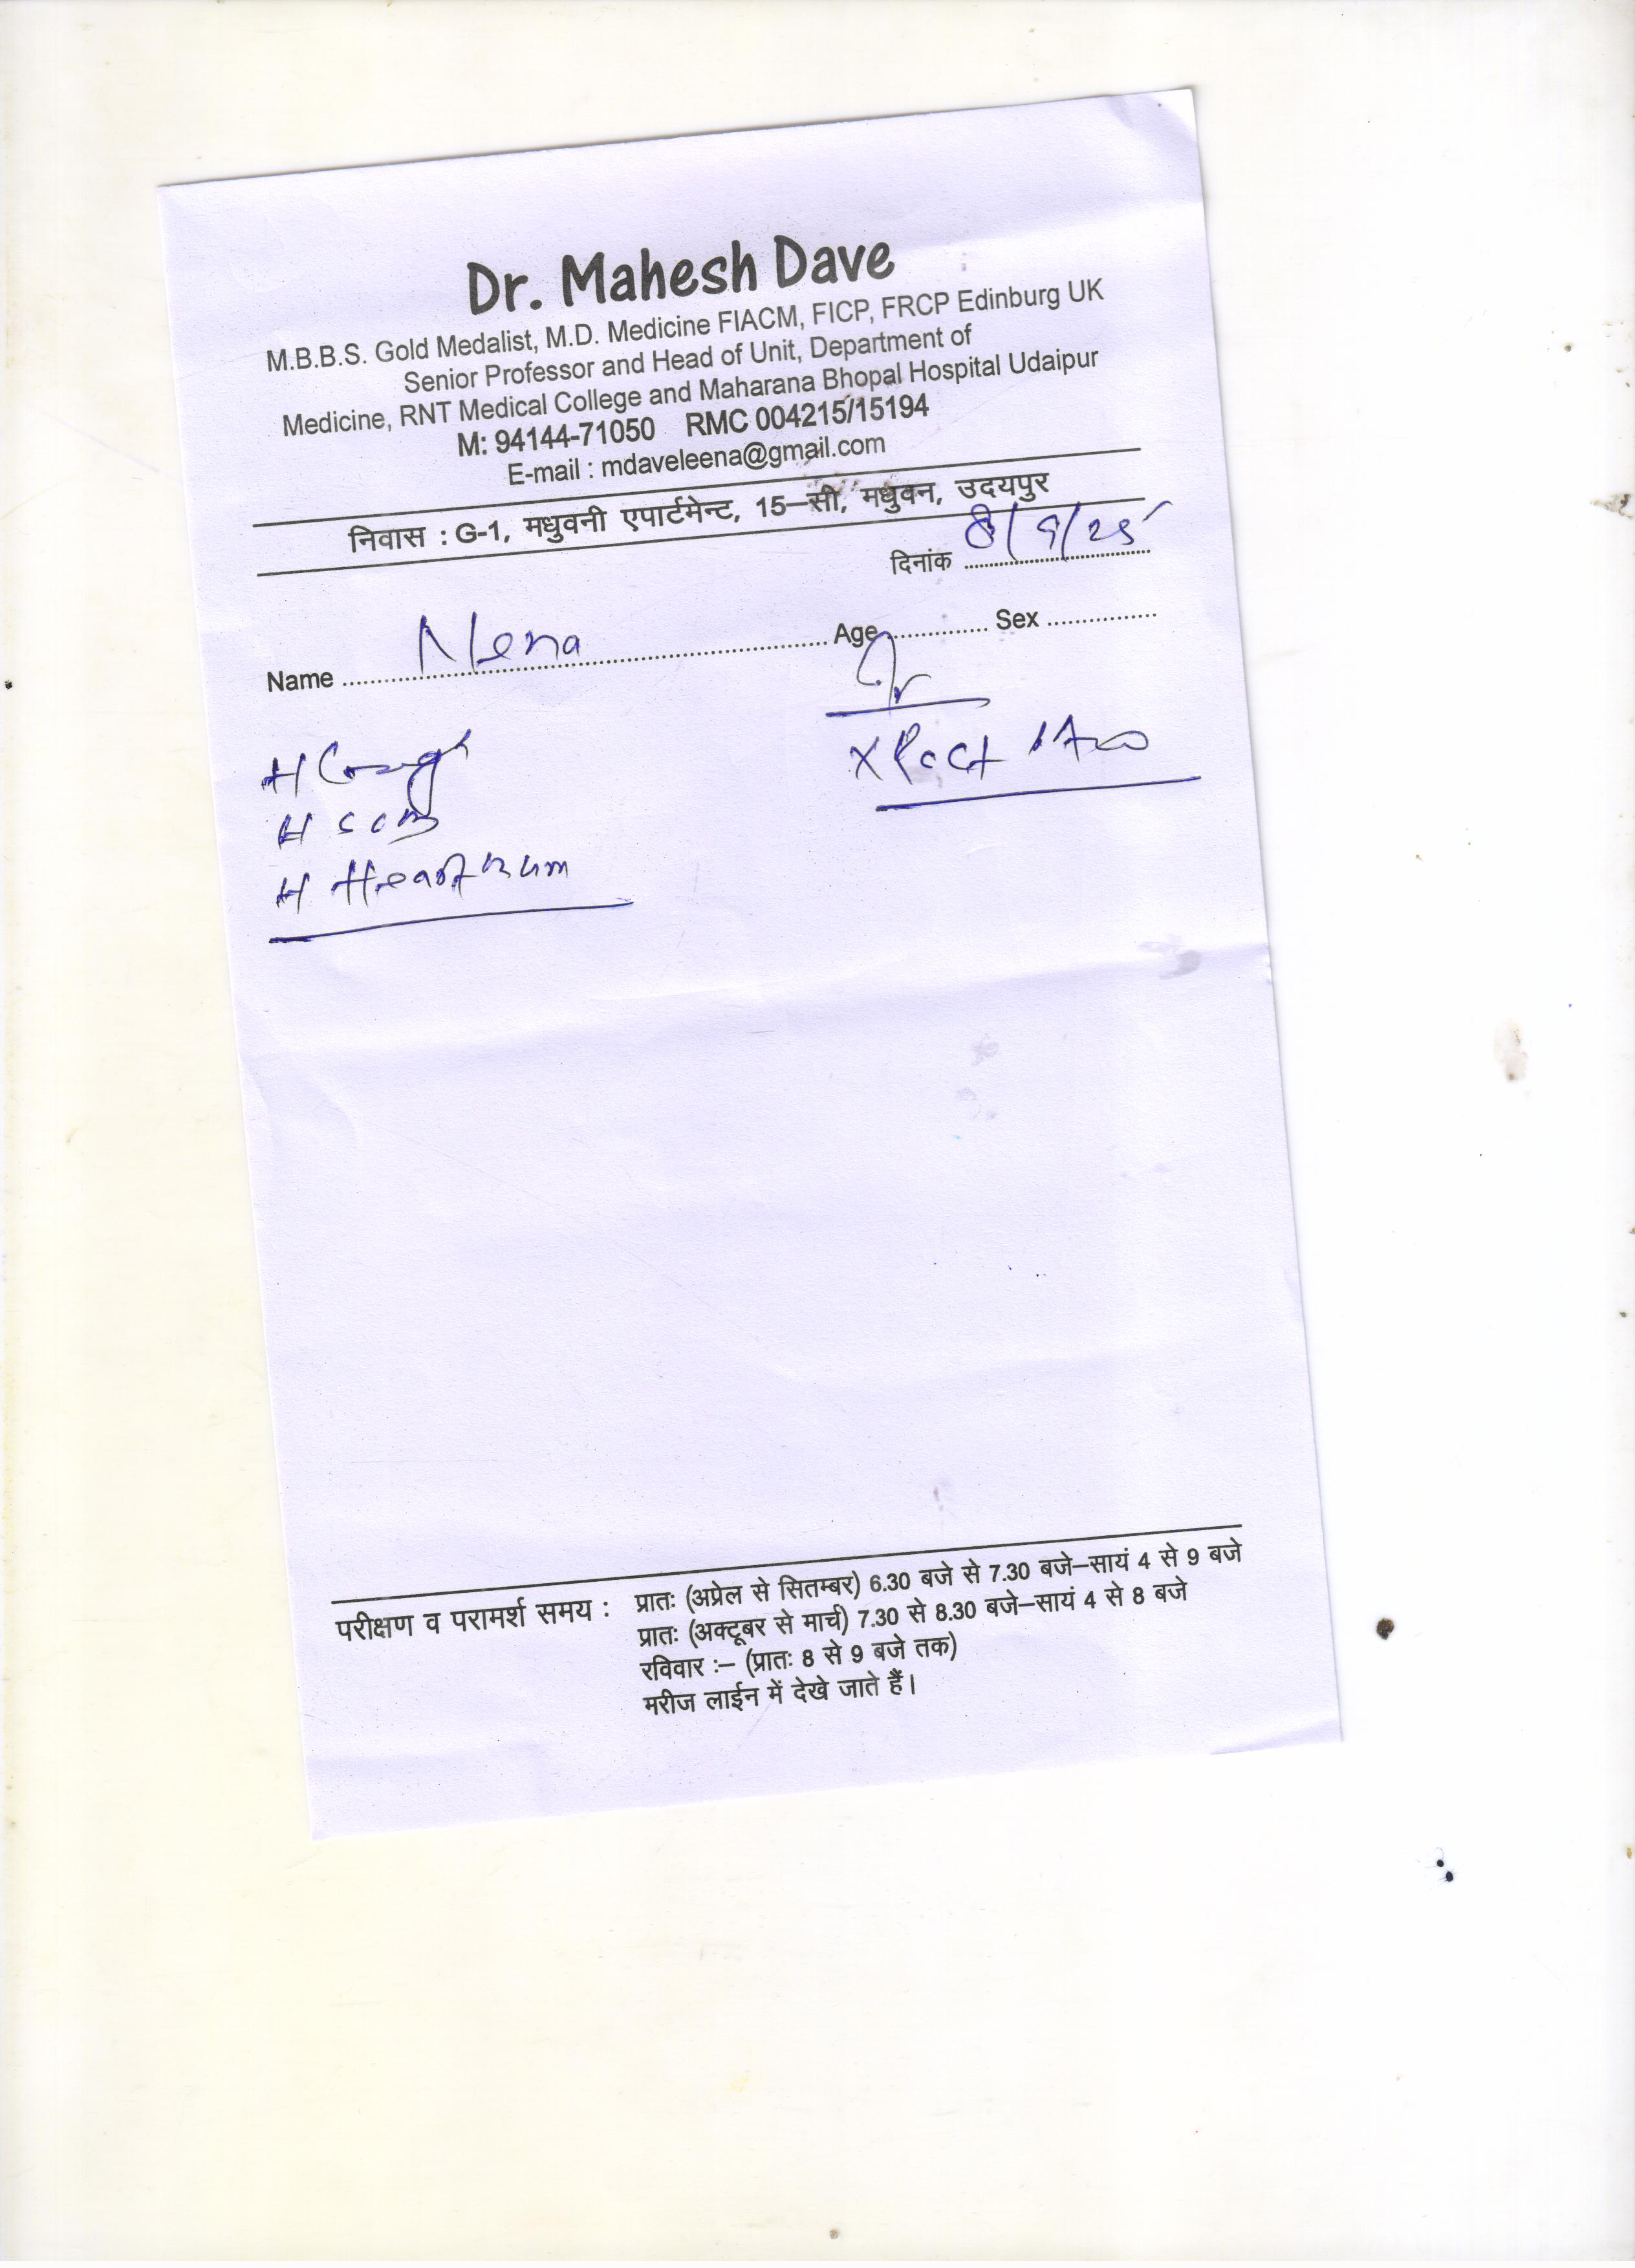 Dr. Mahesh Dave
M.B.B.S. Gold Medalist, M.D. Medicine FIACM, FICP, FRCP Edinburg UK
Senior Professor and Head of Unit, Department of
Medicine, RNT Medical College and Maharana Bhopal Hospital Udaipur
M: 94144-71050 RMC 004215/15194
E-mail : mdaveleena@gmail.com
निवास : G-1, मधुवनी एपार्टमेन्ट, 15–सी, मधुवन, उदयपुर
दिनांक 8/9/25
Name Nena Age Sex
H
H
H Heartburn
परीक्षण व परामर्श समय : प्रातः (अप्रेल से सितम्बर) 6.30 बजे से 7.30 बजे–सायं 4 से 9 बजे
प्रातः (अक्टूबर से मार्च) 7.30 से 8.30 बजे–सायं 4 से 8 बजे
रविवार :– (प्रातः 8 से 9 बजे तक)
मरीज लाईन में देखे जाते हैं।